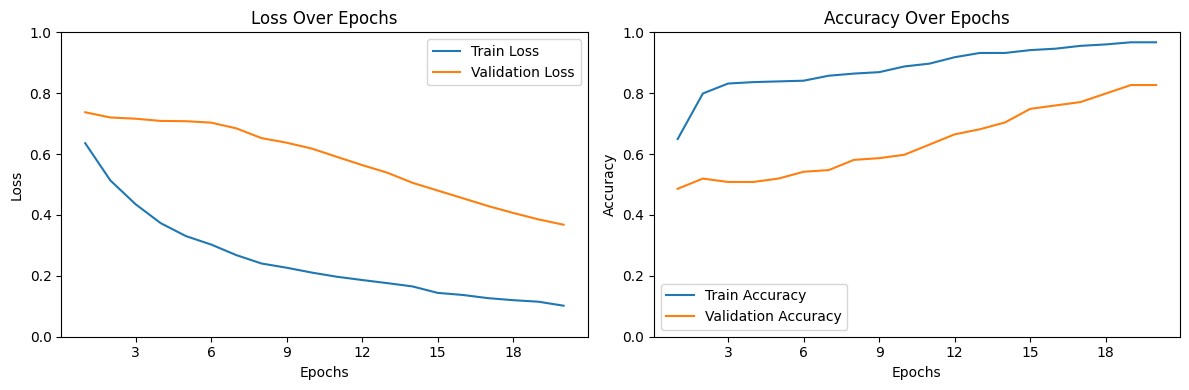 Loss Over Epochs
Loss
1.0
0.8
0.6
0.4
0.2
0.0
Train Loss
Validation Loss
3 6 9 12 15 18
Epochs
Accuracy Over Epochs
Accuracy
1.0
0.8
0.6
0.4
0.2
0.0
Train Accuracy
Validation Accuracy
3 6 9 12 15 18
Epochs